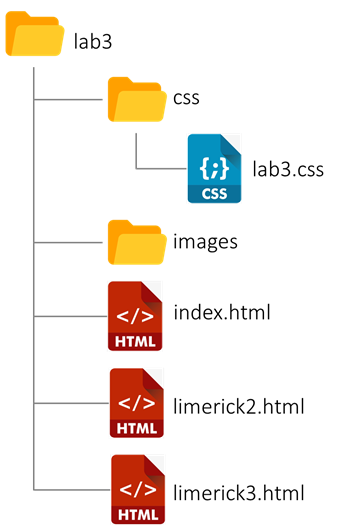 lab3
css
{;}
CSS
lab3.css
images
</>
HTML
index.html
</>
HTML
limerick2.html
</>
HTML
limerick3.html